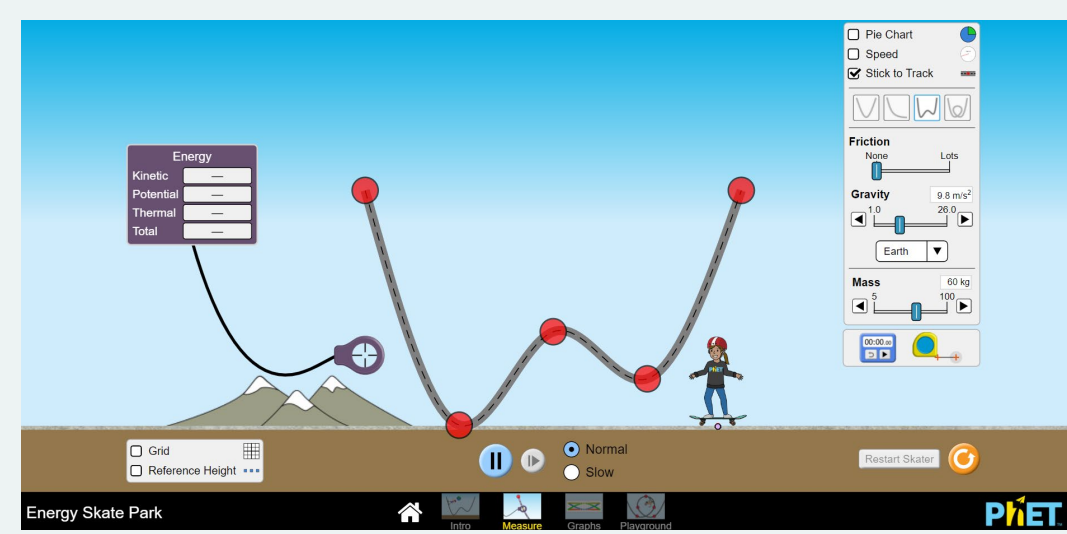 Pie Chart
Speed
Stick to Track
Energy
Kinetic —
Potential —
Thermal —
Total —
Friction
None Lots
Gravity 9.8 m/s²
1.0 26.0
Earth
Mass 60 kg
5 100
00:00.00
PhET
Grid
Reference Height
Normal
Slow
Restart Skater
Energy Skate Park
Intro
Measure
Graphs
Playground
PhET